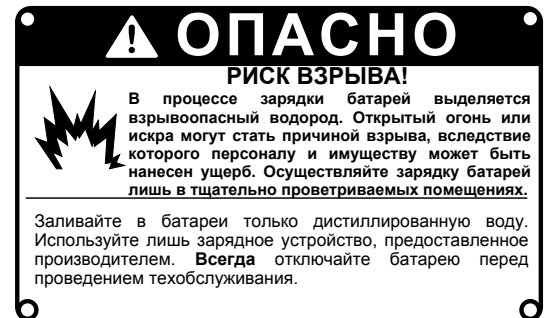 ОПАСНО
РИСК ВЗРЫВА!
В процессе зарядки батарей выделяется
взрывоопасный водород. Открытый огонь или
искра могут стать причиной взрыва, вследствие
которого персоналу и имуществу может быть
нанесен ущерб. Осуществляйте зарядку батарей
лишь в тщательно проветриваемых помещениях.
Заливайте в батареи только дистиллированную воду.
Используйте лишь зарядное устройство, предоставленное
производителем. Всегда отключайте батарею перед
проведением техобслуживания.